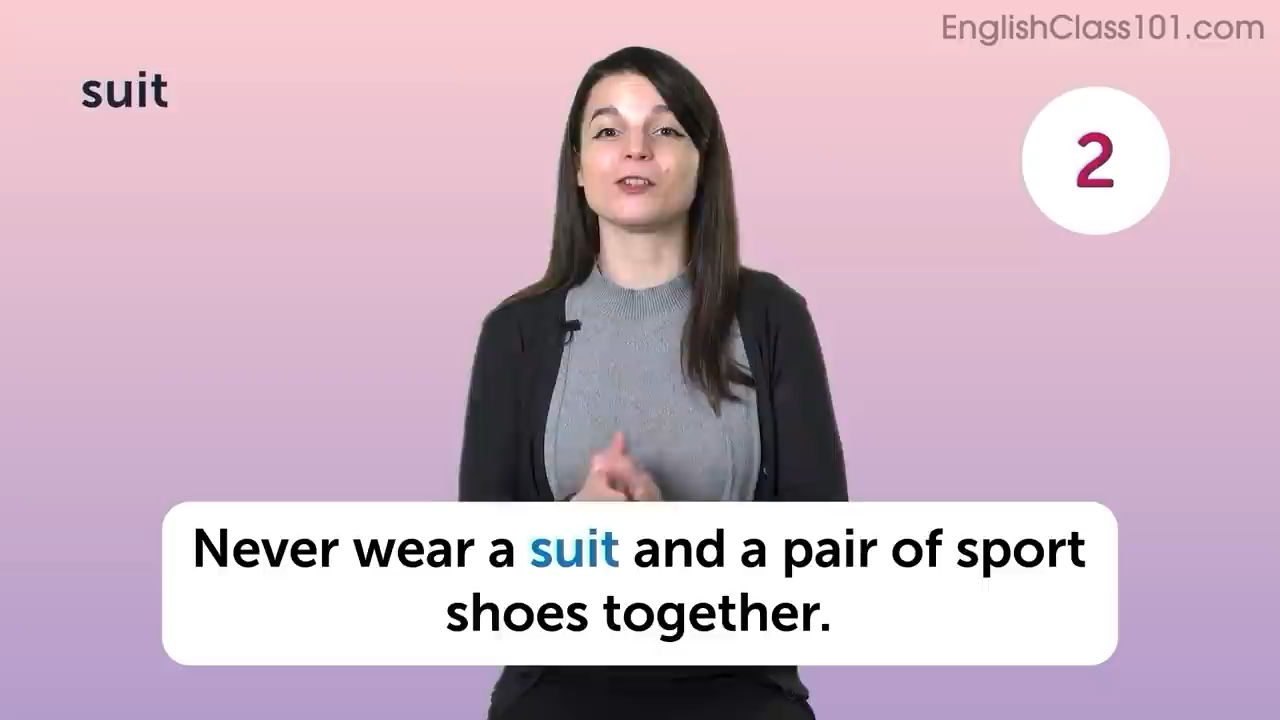 EnglishClass101.com
suit
2
Never wear a suit and a pair of sport
shoes together.